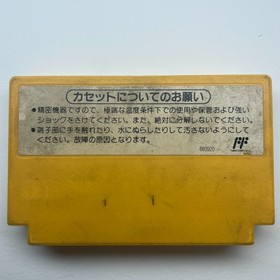 カセットについてのお願い
●精密機器ですので、極端な温度条件下での使用や保管および強い
ショックをさけてください。また、絶対に分解しないでください。
●端子部に手を触れたり、水にぬらしたりして汚さないようにして
ください。故障の原因となります。